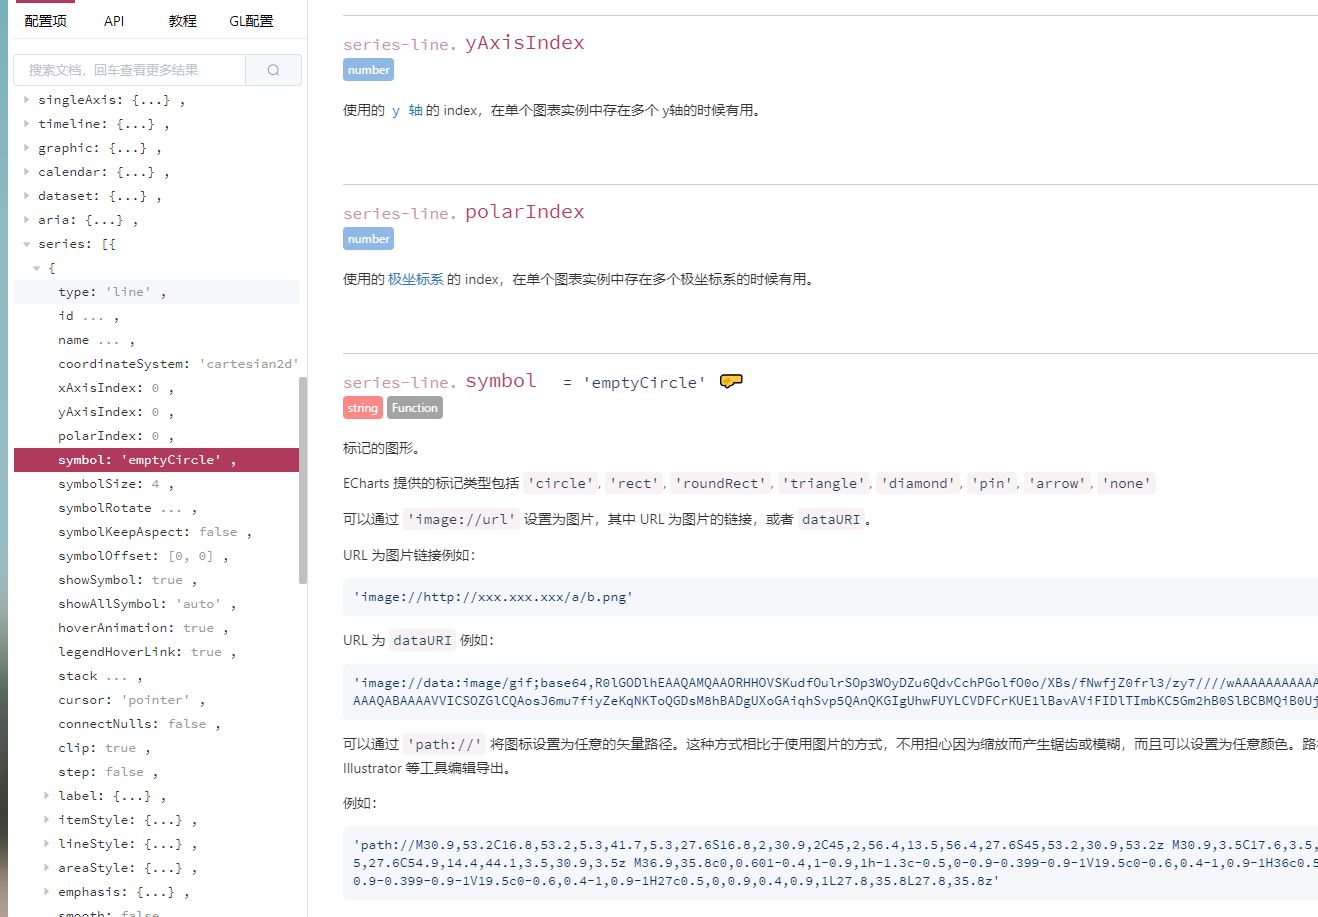 配置项 API 教程 GL配置
搜索文档，回车查看更多结果
singleAxis: {...} ,
timeline: {...} ,
graphic: {...} ,
calendar: {...} ,
dataset: {...} ,
aria: {...} ,
series: [{
{
type: 'line' ,
id ... ,
name ... ,
coordinateSystem: 'cartesian2d'
xAxisIndex: 0 ,
yAxisIndex: 0 ,
polarIndex: 0 ,
symbol: 'emptyCircle' ,
symbolSize: 4 ,
symbolRotate ... ,
symbolKeepAspect: false ,
symbolOffset: [0, 0] ,
showSymbol: true ,
showAllSymbol: 'auto' ,
hoverAnimation: true ,
legendHoverLink: true ,
stack ... ,
cursor: 'pointer' ,
connectNulls: false ,
clip: true ,
step: false ,
label: {...} ,
itemStyle: {...} ,
lineStyle: {...} ,
areaStyle: {...} ,
emphasis: {...} ,
smooth: false
series-line. yAxisIndex
number
使用的 y 轴 的 index，在单个图表实例中存在多个 y轴的时候有用。
series-line. polarIndex
number
使用的 极坐标系 的 index，在单个图表实例中存在多个极坐标系的时候有用。
series-line. symbol = 'emptyCircle'
string Function
标记的图形。
ECharts 提供的标记类型包括 'circle', 'rect', 'roundRect', 'triangle', 'diamond', 'pin', 'arrow', 'none'
可以通过 'image://url' 设置为图片，其中 URL 为图片的链接，或者 dataURI 。
URL 为图片链接例如：
'image://http://xxx.xxx.xxx/a/b.png'
URL 为 dataURI 例如：
'image://data:image/gif;base64,R0lGODlhEAAQAMQAAORHHOVSKudfOulrSOp3WOyDZu6QdvCchPGolfO0o/XBs/fNwfjZ0frl3/zy7////wAAAAAAAAAAA
AAAQABAAAAVVICSOZGlCQAosJ6mu7fiyZeKqNKToQGDsM8hBADgUXoGAiqhSvp5QAnQKGIgUhwFUYLCVDFCrKUE1lBavAViFIDlTImbKC5Gm2hB0SlBCBMQiB0Uj
可以通过 'path://' 将图标设置为任意的矢量路径。这种方式相比于使用图片的方式，不用担心因为缩放而产生锯齿或模糊，而且可以设置为任意颜色。
Illustrator 等工具编辑导出。
例如：
'path://M30.9,53.2C16.8,53.2,5.3,41.7,5.3,27.6S16.8,2,30.9,2C45,2,56.4,13.5,56.4,27.6S45,53.2,30.9,53.2z M30.9,3.5C17.6,3.5,
5,27.6C54.9,14.4,44.1,3.5,30.9,3.5z M36.9,35.8c0,0.601-0.4,1-0.9,1h-1.3c-0.5,0-0.9-0.399-0.9-1V19.5c0-0.6,0.4-1,0.9-1H36c0.5
0.9-0.399-0.9-1V19.5c0-0.6,0.4-1,0.9-1H27c0.5,0,0.9,0.4,0.9,1L27.8,35.8L27.8,35.8z'